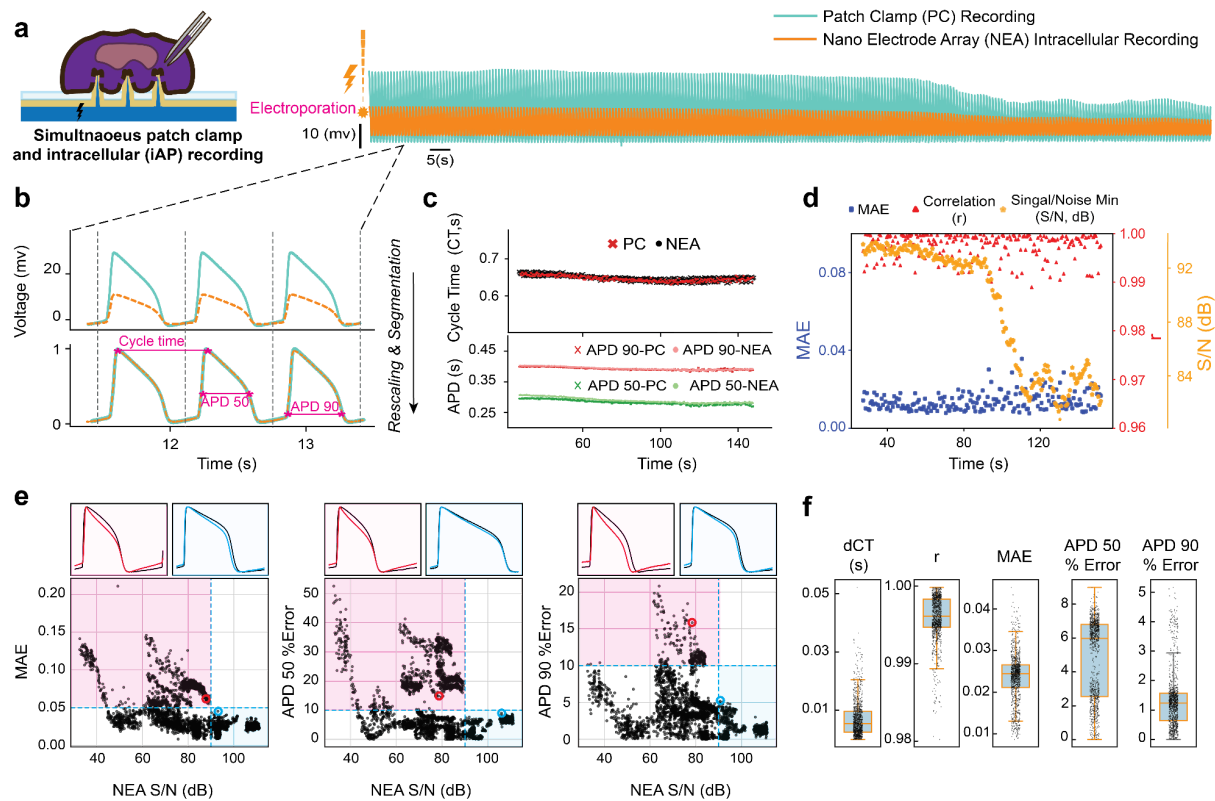 a
Patch Clamp (PC) Recording
Nano Electrode Array (NEA) Intracellular Recording
Electroporation
10 (mv)
5(s)
Simultnaoeus patch clamp
and intracellular (iAP) recording
b
Voltage (mv)
20
0
1
0
Cycle time
APD 50
APD 90
12
13
Time (s)
Rescaling & Segmentation
c
Cycle Time (CT,s)
PC
NEA
0.7
0.6
APD (s)
0.45
0.35
0.25
APD 90-PC
APD 90-NEA
APD 50-PC
APD 50-NEA
60
100
140
Time (s)
d
MAE
Correlation
(r)
Singal/Noise Min
(S/N, dB)
MAE
0.08
0.04
0.00
1.00
0.99
0.98
0.97
0.96
r
92
88
84
S/N (dB)
40
80
120
Time (s)
e
MAE
0.20
0.15
0.10
0.05
0.00
40
60
80
100
NEA S/N (dB)
APD 50 %Error
50
40
30
20
10
0
40
60
80
100
NEA S/N (dB)
APD 90 %Error
20
15
10
5
0
40
60
80
100
NEA S/N (dB)
f
dCT
(s)
0.05
0.03
0.01
r
1.00
0.99
0.98
MAE
0.04
0.03
0.02
0.01
APD 50
% Error
8
6
4
2
0
APD 90
% Error
5
4
3
2
1
0